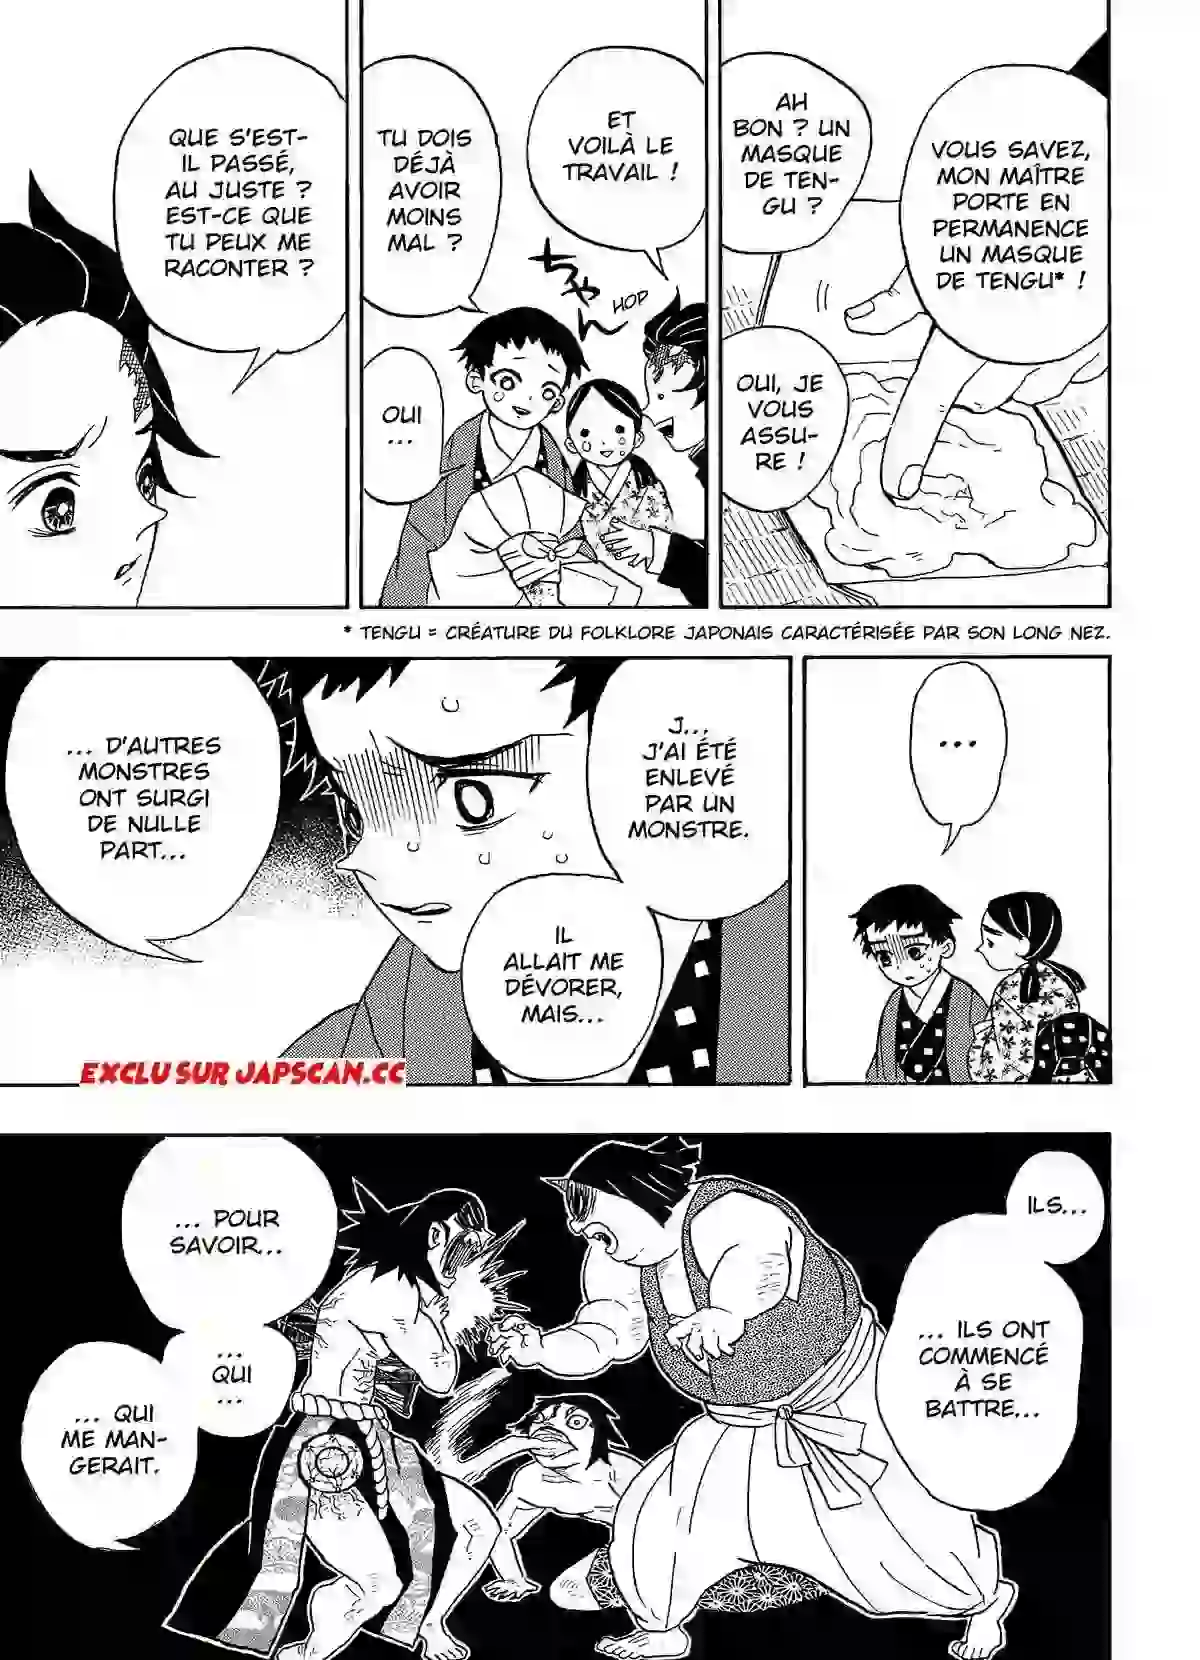 VOUS SAVEZ,
MON MAÎTRE
PORTE EN
PERMANENCE
UN MASQUE
DE TENGU* !
AH
BON ? UN
MASQUE
DE TEN-
GU ?
OUI, JE
VOUS
ASSU-
RE !
ET
VOILÀ LE
TRAVAIL !
ちょん
HOP
TU DOIS
DÉJÀ
AVOIR
MOINS
MAL ?
OUI
...
QUE S'EST-
IL PASSÉ,
AU JUSTE ?
EST-CE QUE
TU PEUX ME
RACONTER ?
* TENGU = CRÉATURE DU FOLKLORE JAPONAIS CARACTÉRISÉE PAR SON LONG NEZ.
...
J...
J'AI ÉTÉ
ENLEVÉ
PAR UN
MONSTRE.
IL
ALLAIT ME
DÉVORER,
MAIS...
... D'AUTRES
MONSTRES
ONT SURGI
DE NULLE
PART...
EXCLU SUR JAPSCAN.CC
ILS...
... ILS ONT
COMMENCÉ
À SE
BATTRE...
... POUR
SAVOIR...
...
QUI
...
... QUI
ME MAN-
GERAIT.